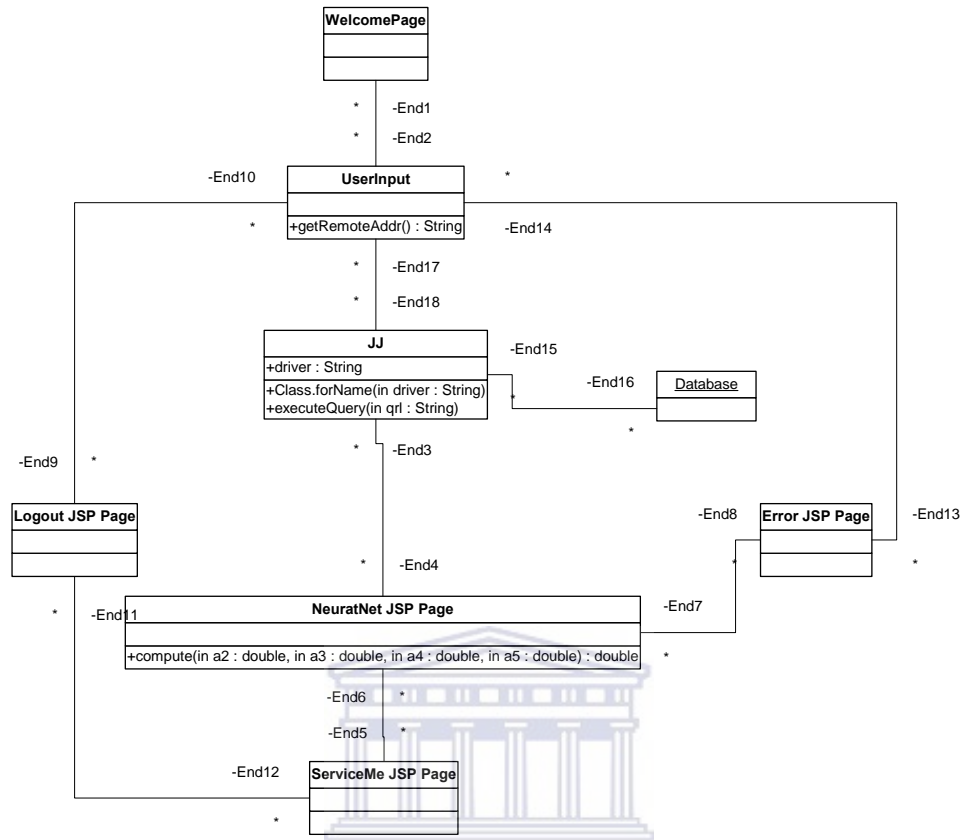 WelcomePage
* -End1
* -End2
-End10 UserInput *
* +getRemoteAddr() : String -End14
* -End17
* -End18
JJ
-End15
+driver : String
-End16 Database
+Class.forName(in driver : String)
+executeQuery(in qrl : String) *
*
* -End3
-End9 *
Logout JSP Page -End8 Error JSP Page -End13
* -End4 * *
* -End11 NeuratNet JSP Page -End7
+compute(in a2 : double, in a3 : double, in a4 : double, in a5 : double) : double *
-End6 *
-End5 *
-End12 ServiceMe JSP Page
*